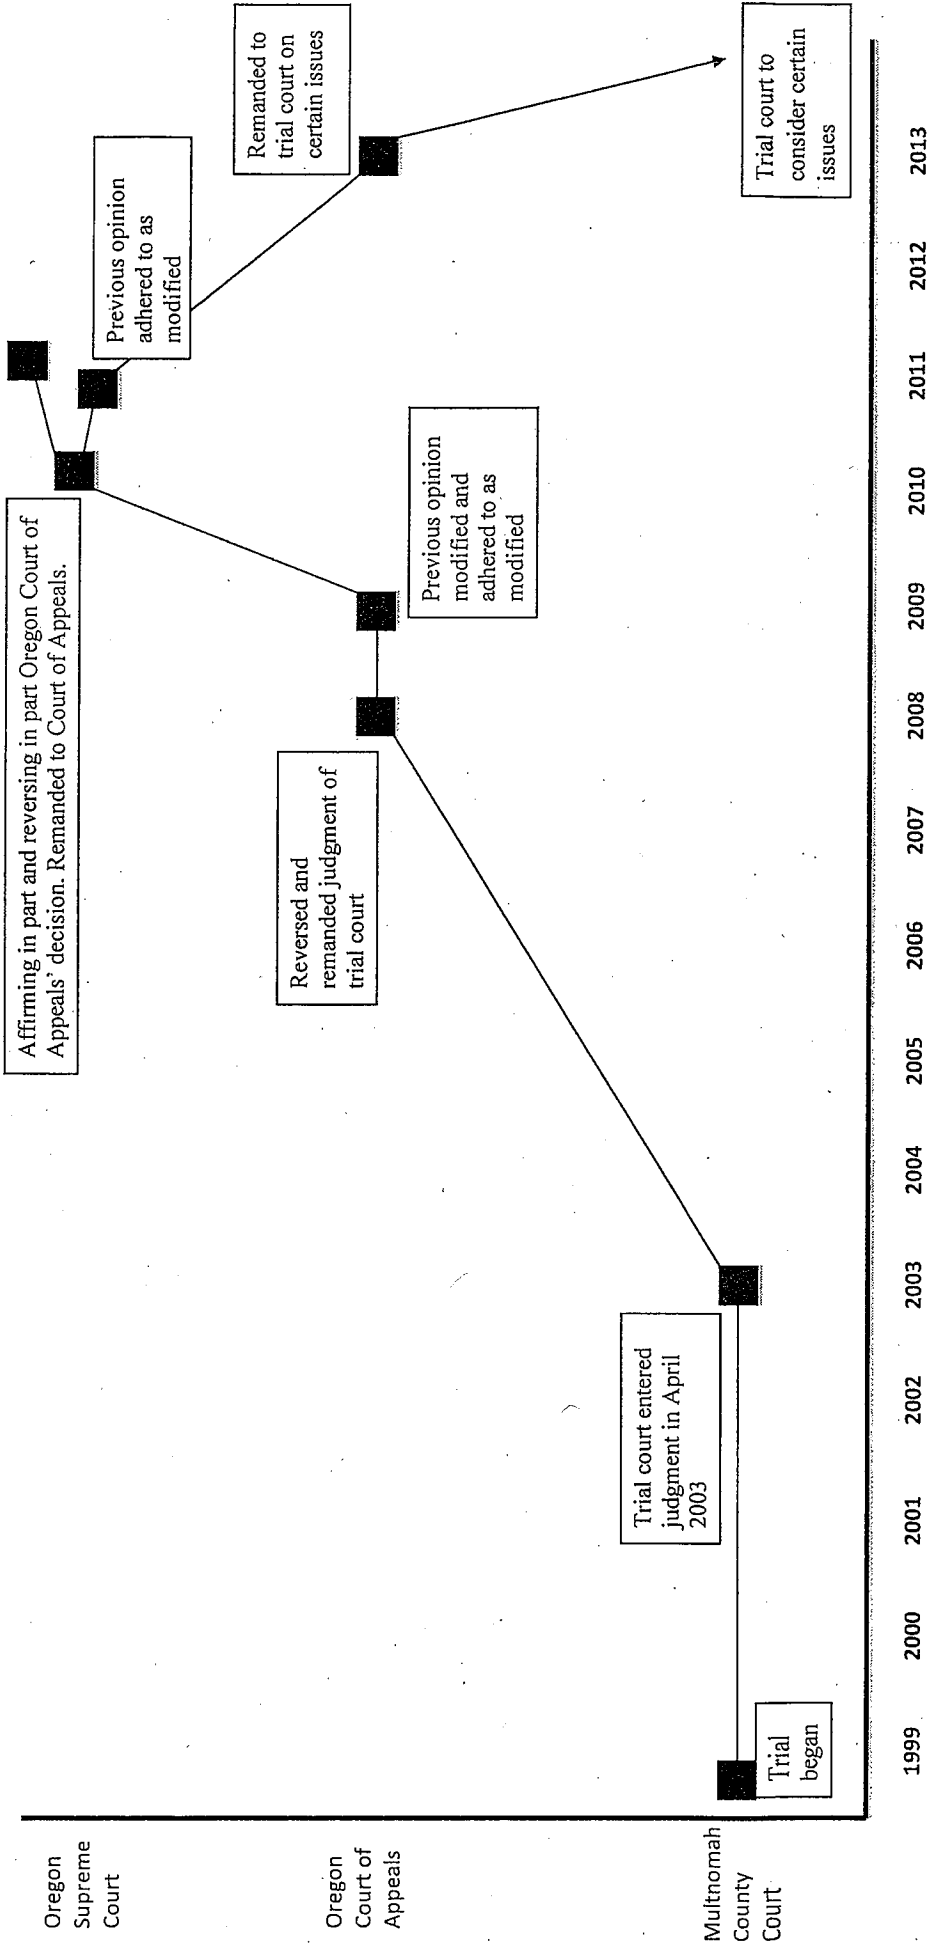 Oregon
Supreme
Court
Affirming in part and reversing in part Oregon Court of
Appeals' decision. Remanded to Court of Appeals.
Previous opinion
adhered to as
modified
Remanded to
trial court on
certain issues
Oregon
Court of
Appeals
Reversed and
remanded judgment of
trial court
Previous opinion
modified and
adhered to as
modified
Multnomah
County
Court
Trial
began
Trial court entered
judgment in April
2003
Trial court to
consider certain
issues
1999
2000
2001
2002
2003
2004
2005
2006
2007
2008
2009
2010
2011
2012
2013